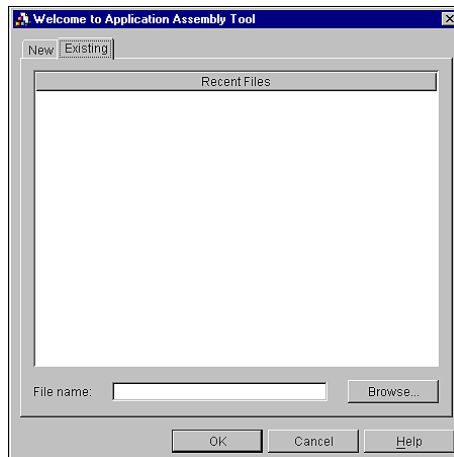 Welcome to Application Assembly Tool
New Existing
Recent Files
File name: Browse...
OK Cancel Help